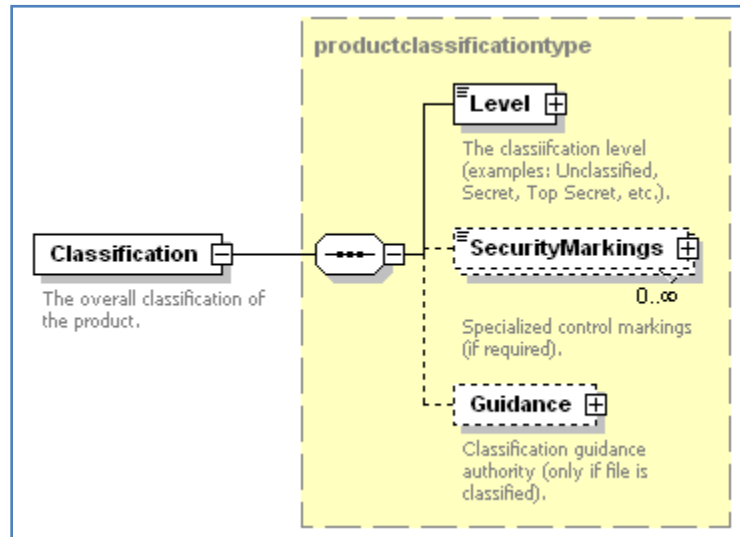 productclassificationtype
Level
The classiifcation level
(examples: Unclassified,
Secret, Top Secret, etc.).
Classification
The overall classification of
the product.
SecurityMarkings
0..∞
Specialized control markings
(if required).
Guidance
Classification guidance
authority (only if file is
classified).